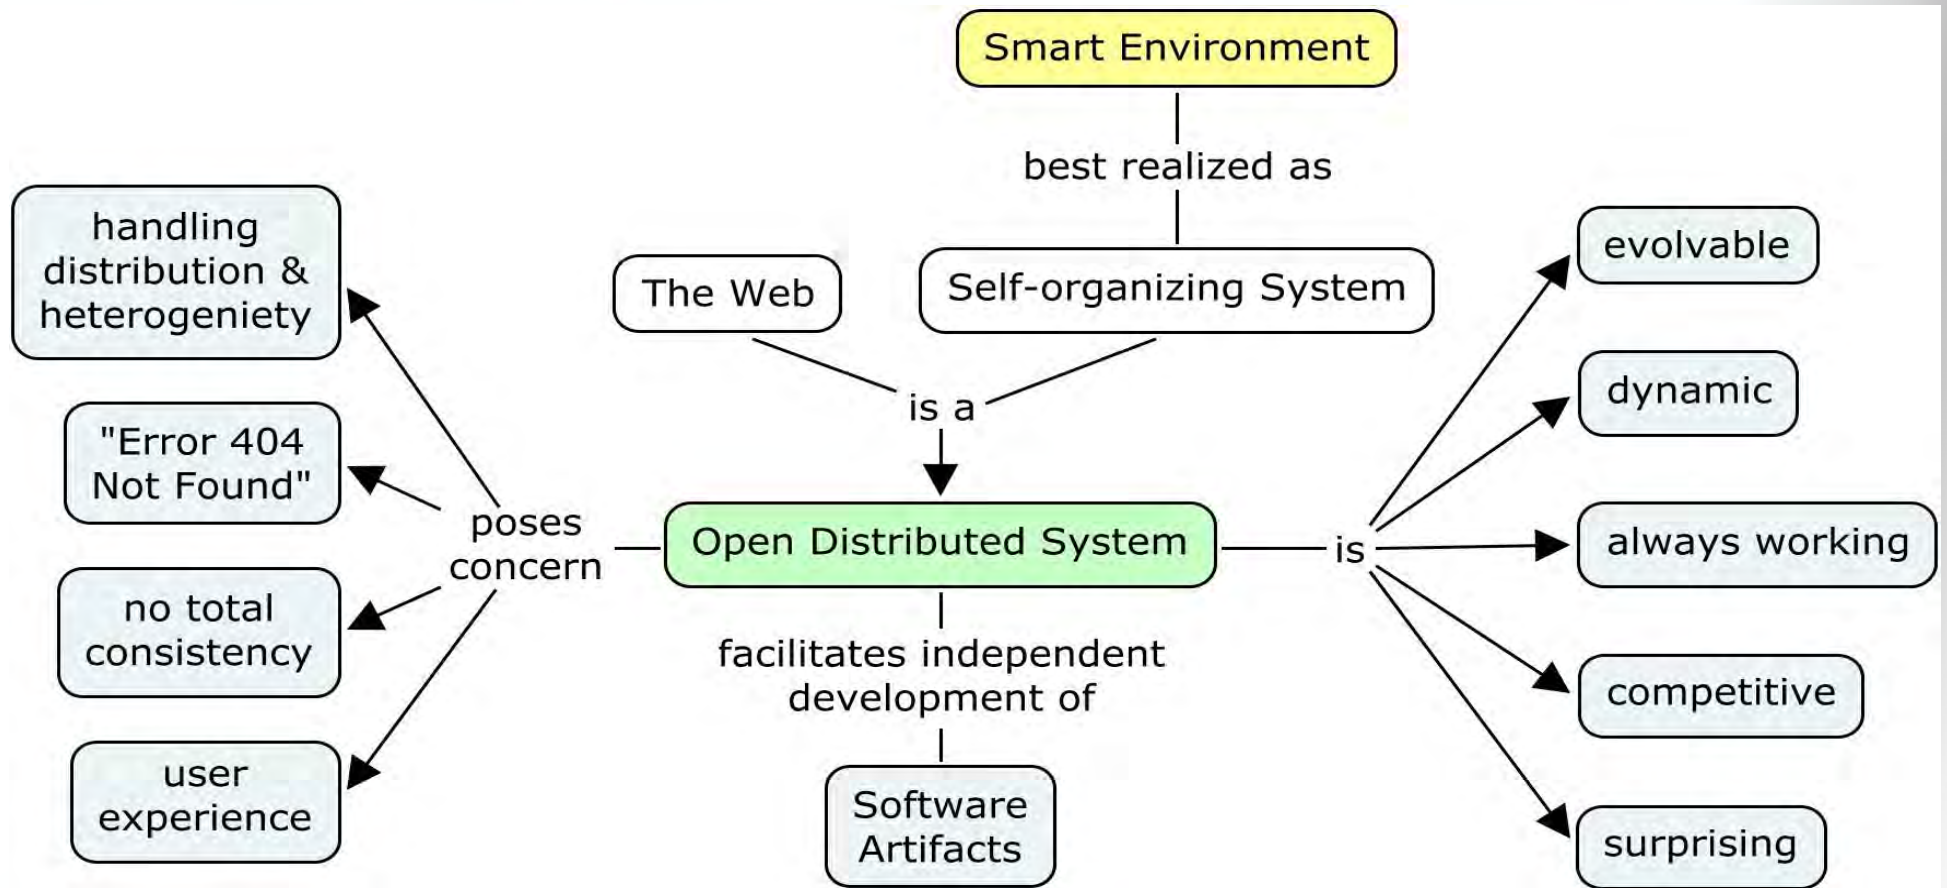 Smart Environment
best realized as
The Web
Self-organizing System
is a
Open Distributed System
poses
concern
handling
distribution &
heterogeniety
"Error 404
Not Found"
no total
consistency
user
experience
facilitates independent
development of
Software
Artifacts
is
evolvable
dynamic
always working
competitive
surprising